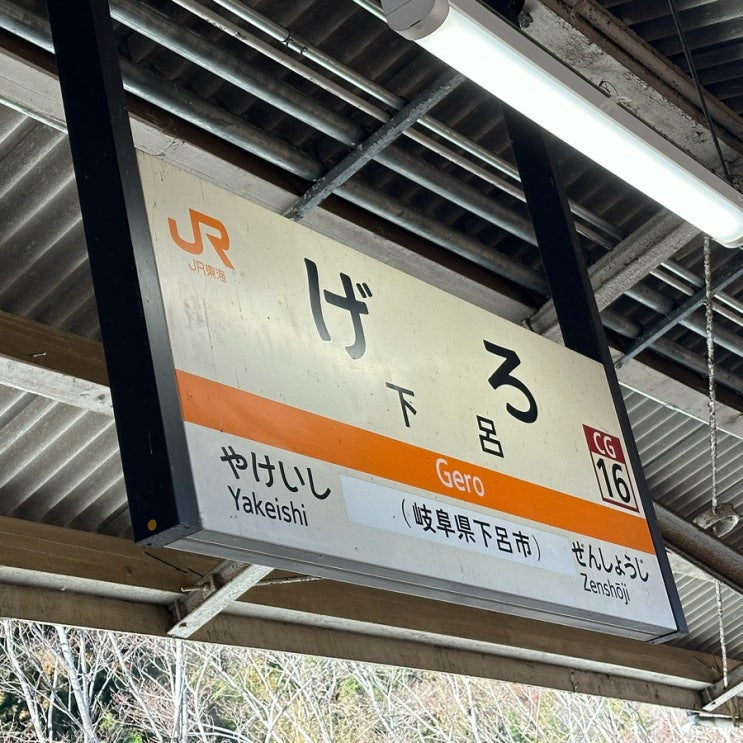 JR
JR東海
げろ
下呂
CG
16
Gero
やけいし
Yakeishi
（岐阜県下呂市）
ぜんしょうじ
Zenshōji